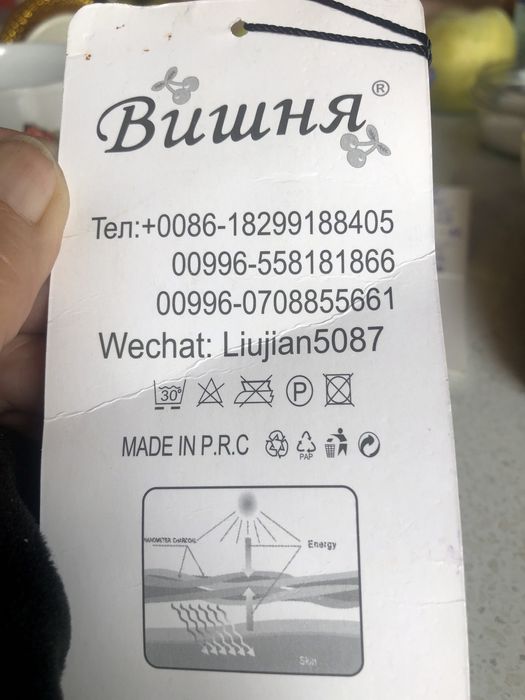 Вишня®
Тел:+0086-18299188405
00996-558181866
00996-0708855661
Wechat: Liujian5087
30°
P
MADE IN P.R.C
PAP
NANOMETER CHARCOAL
Energy
Skin